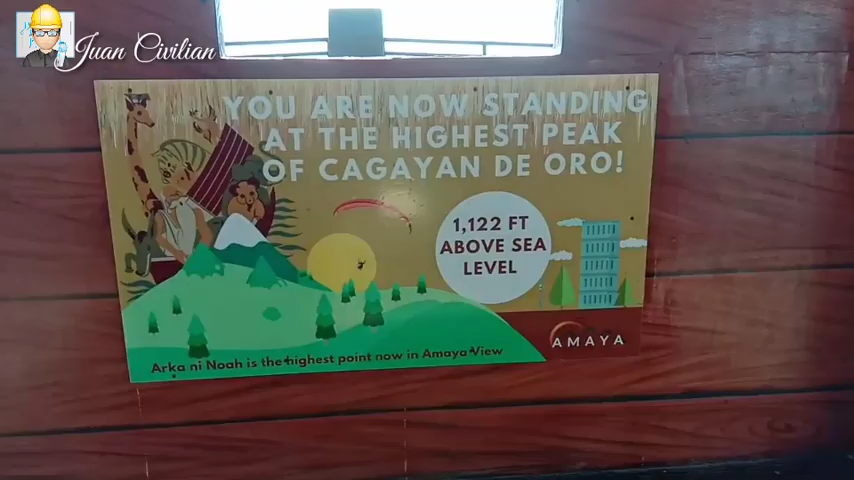 Juan Civilian
YOU ARE NOW STANDING
AT THE HIGHEST PEAK
OF CAGAYAN DE ORO!
1,122 FT
ABOVE SEA
LEVEL
AMAYA
Arka ni Noah is the highest point now in Amaya View